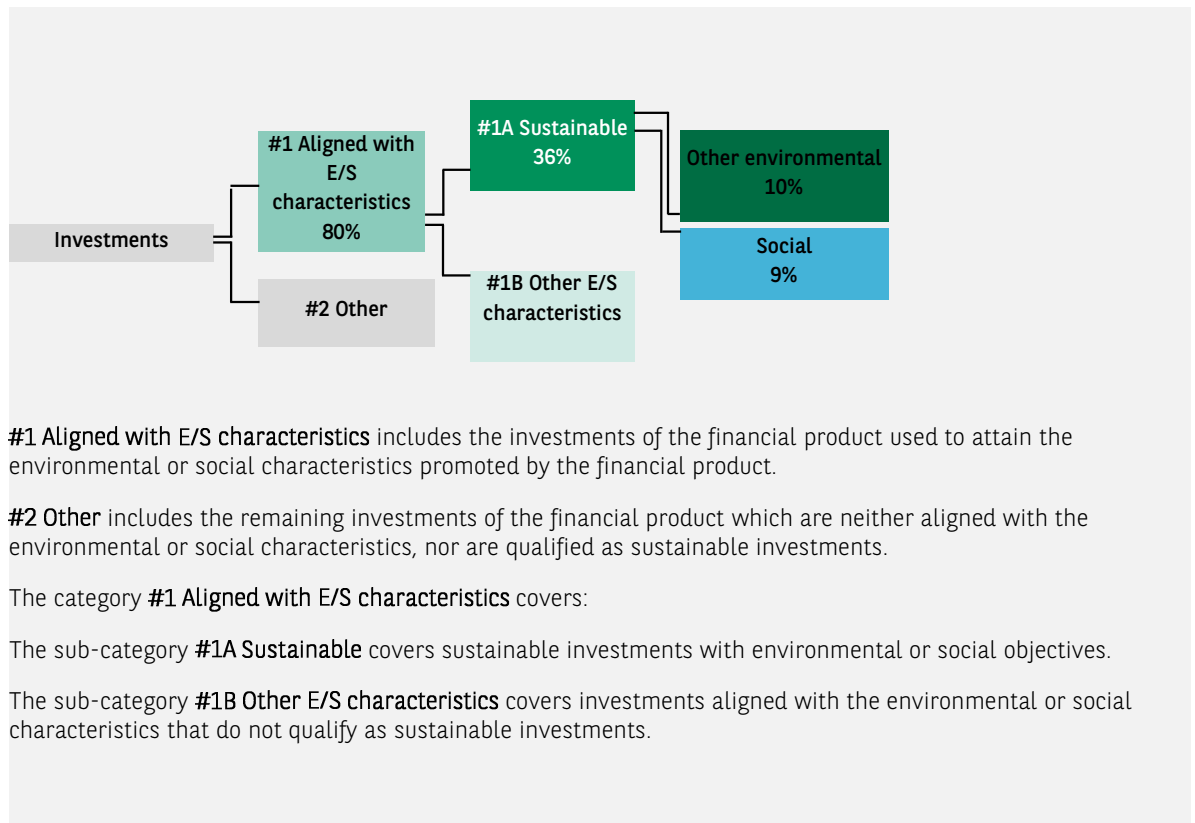 #1A Sustainable
36%
#1 Aligned with
E/S
characteristics
80%
Other environmental
10%
Investments
Social
9%
#1B Other E/S
characteristics
#2 Other
#1 Aligned with E/S characteristics includes the investments of the financial product used to attain the
environmental or social characteristics promoted by the financial product.
#2 Other includes the remaining investments of the financial product which are neither aligned with the
environmental or social characteristics, nor are qualified as sustainable investments.
The category #1 Aligned with E/S characteristics covers:
The sub-category #1A Sustainable covers sustainable investments with environmental or social objectives.
The sub-category #1B Other E/S characteristics covers investments aligned with the environmental or social
characteristics that do not qualify as sustainable investments.